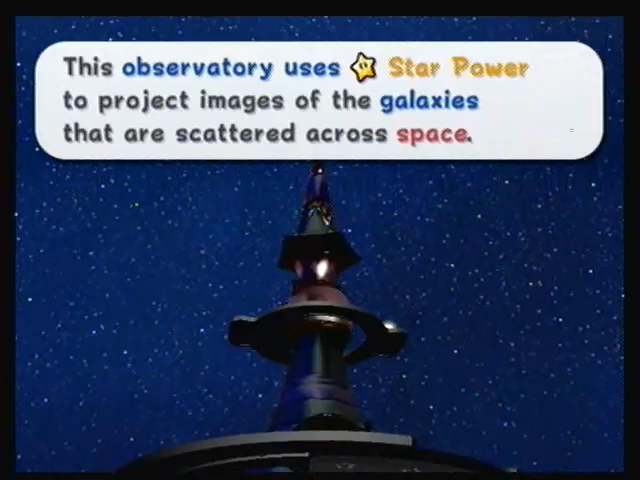 This observatory uses Star Power
to project images of the galaxies
that are scattered across space.